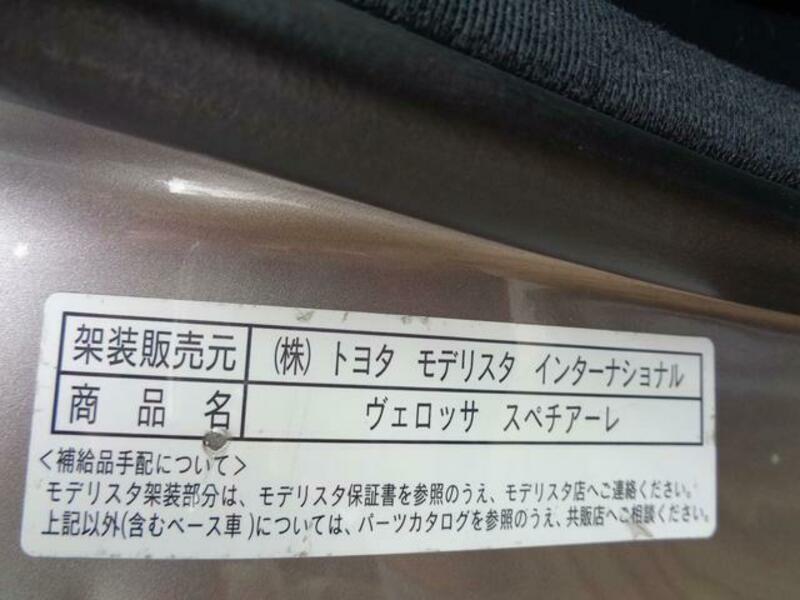 架装販売元 (株) トヨタ モデリスタ インターナショナル
商品名 ヴェロッサ スペチアーレ
<補給品手配について>
モデリスタ架装部分は、モデリスタ保証書を参照のうえ、モデリスタ店へご連絡ください。
上記以外(含むベース車)については、パーツカタログを参照のうえ、共販店へご相談ください。